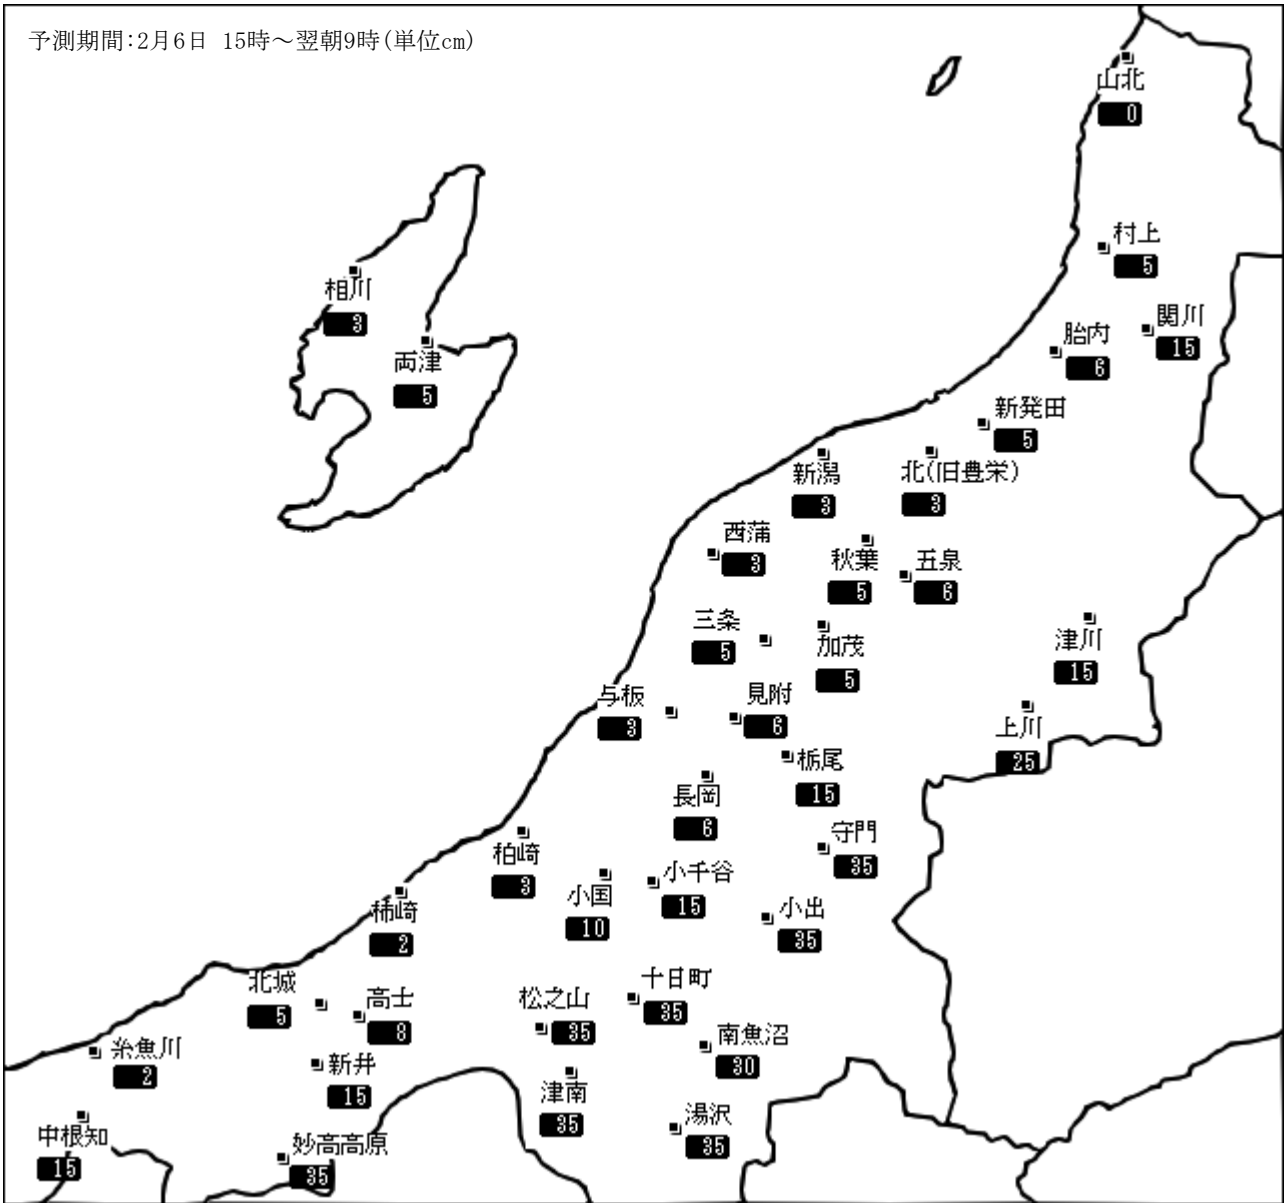 予測期間:2月6日 15時～翌朝9時(単位cm)
山北
0
村上
5
相川
3
関川
15
胎内
6
両津
5
新発田
5
新潟
3
北(旧豊栄)
3
西蒲
3
秋葉
5
五泉
6
三条
5
加茂
5
津川
15
与板
3
見附
6
上川
25
栃尾
15
長岡
6
守門
35
柏崎
3
小国
10
小千谷
15
小出
35
柿崎
2
北城
5
高士
8
松之山
35
十日町
35
南魚沼
30
糸魚川
2
新井
15
津南
35
湯沢
35
中根知
15
妙高高原
35